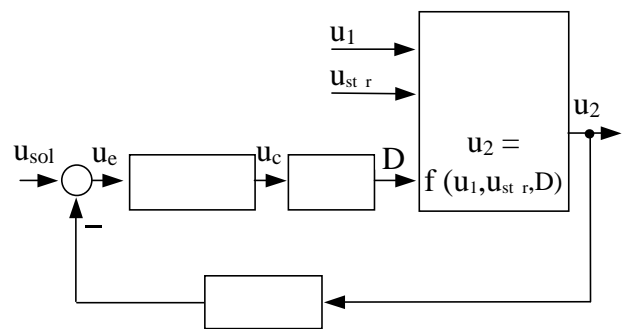 u1
ust r
u2
usol
ue
uc
D
u2 =
f (u1,ust r,D)
−